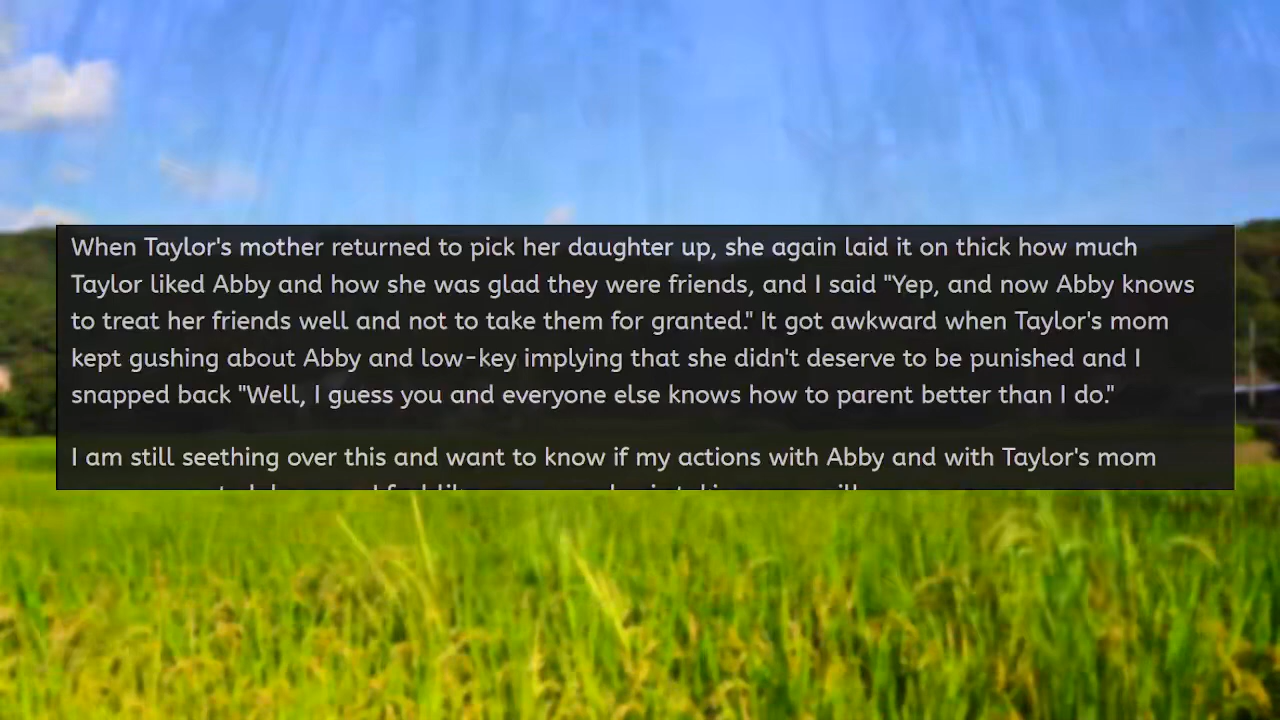 When Taylor's mother returned to pick her daughter up, she again laid it on thick how much
Taylor liked Abby and how she was glad they were friends, and I said "Yep, and now Abby knows
to treat her friends well and not to take them for granted." It got awkward when Taylor's mom
kept gushing about Abby and low-key implying that she didn't deserve to be punished and I
snapped back "Well, I guess you and everyone else knows how to parent better than I do."
I am still seething over this and want to know if my actions with Abby and with Taylor's mom